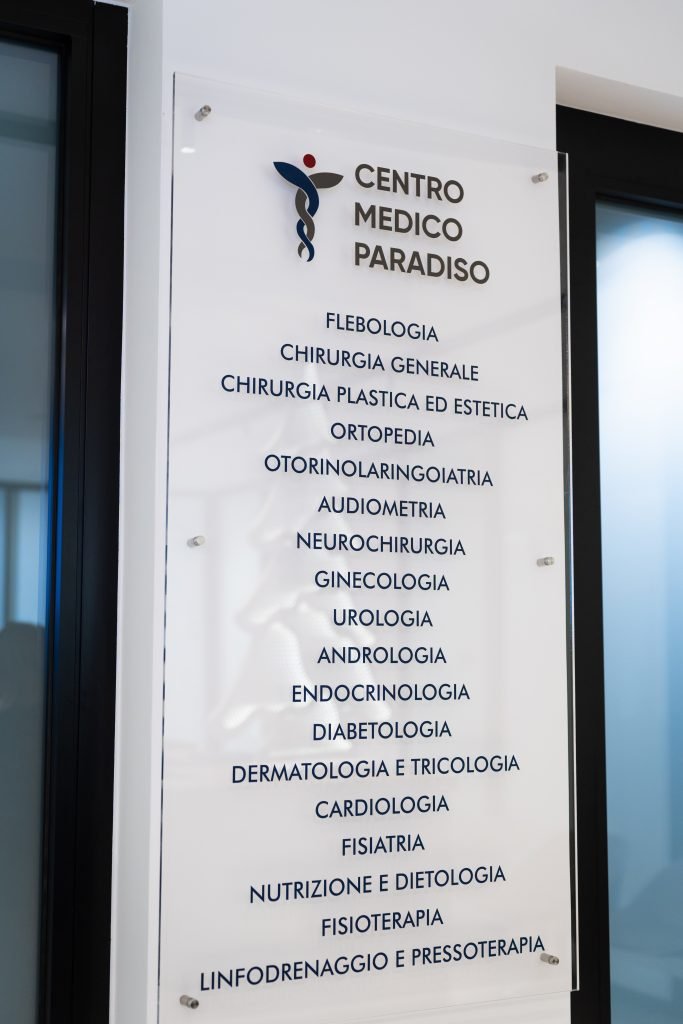 CENTRO
MEDICO
PARADISO
FLEBOLOGIA
CHIRURGIA GENERALE
CHIRURGIA PLASTICA ED ESTETICA
ORTOPEDIA
OTORINOLARINGOIATRIA
AUDIOMETRIA
NEUROCHIRURGIA
GINECOLOGIA
UROLOGIA
ANDROLOGIA
ENDOCRINOLOGIA
DIABETOLOGIA
DERMATOLOGIA E TRICOLOGIA
CARDIOLOGIA
FISIATRIA
NUTRIZIONE E DIETOLOGIA
FISIOTERAPIA
LINFODRENAGGIO E PRESSOTERAPIA